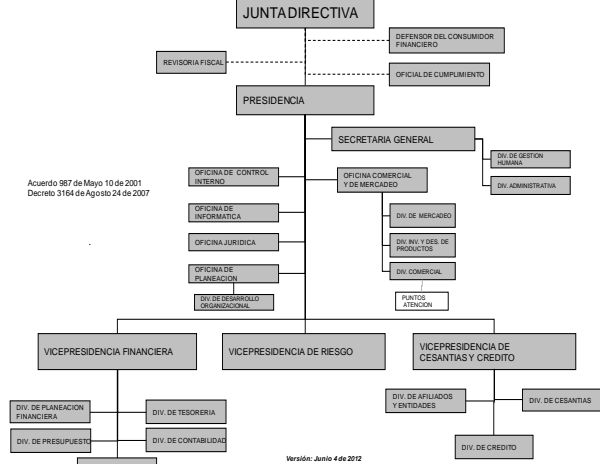 JUNTA DIRECTIVA
DEFENSOR DEL CONSUMIDOR
FINANCIERO
REVISORIA FISCAL
OFICIAL DE CUMPLIMIENTO
PRESIDENCIA
SECRETARIA GENERAL
DIV. DE GESTION
HUMANA
DIV. ADMINISTRATIVA
Acuerdo 987 de Mayo 10 de 2001
Decreto 3164 de Agosto 24 de 2007
OFICINA DE CONTROL
INTERNO
OFICINA COMERCIAL
Y DE MERCADEO
OFICINA DE
INFORMATICA
DIV. DE MERCADEO
OFICINA JURIDICA
DIV. INV. Y DES. DE
PRODUCTOS
OFICINA DE
PLANEACION
DIV. COMERCIAL
DIV. DE DESARROLLO
ORGANIZACIONAL
PUNTOS
ATENCION
VICEPRESIDENCIA FINANCIERA
VICEPRESIDENCIA DE RIESGO
VICEPRESIDENCIA DE
CESANTIAS Y CREDITO
DIV. DE PLANEACION
FINANCIERA
DIV. DE TESORERIA
DIV. DE AFILIADOS
Y ENTIDADES
DIV. DE CESANTIAS
DIV. DE PRESUPUESTO
DIV. DE CONTABILIDAD
DIV. DE CREDITO
Versión: Junio 4 de 2012